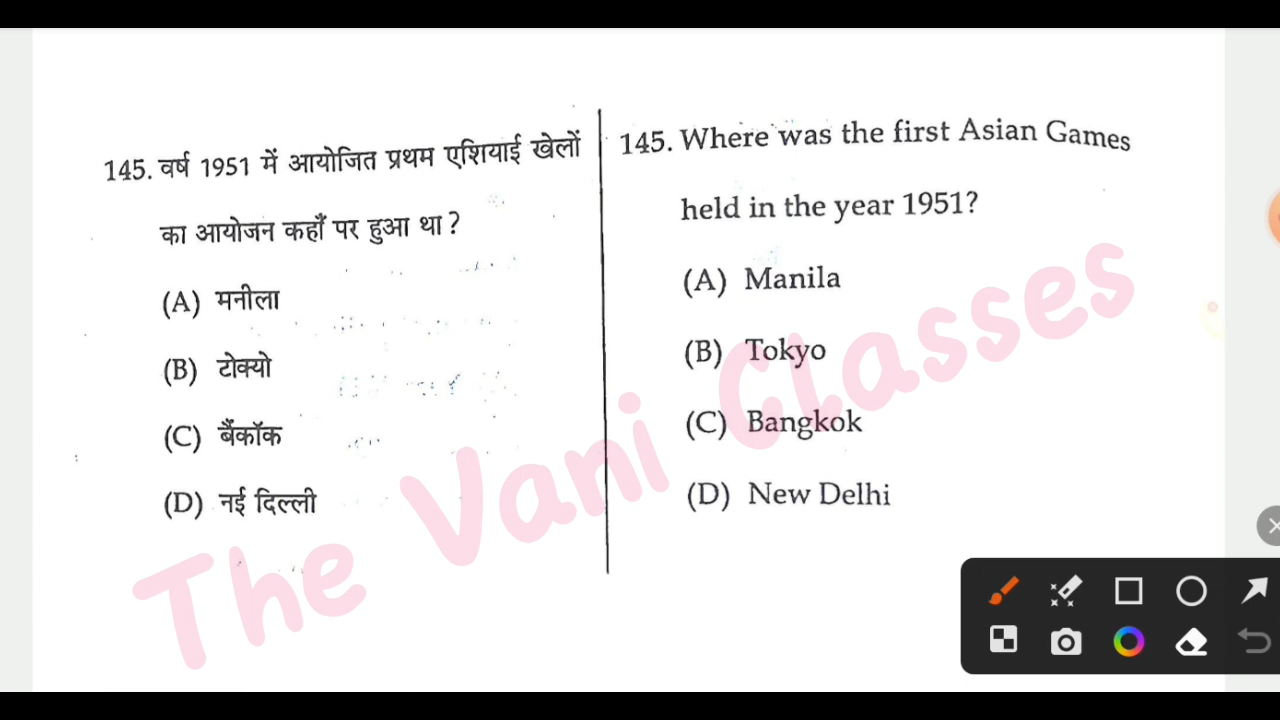 145. वर्ष 1951 में आयोजित प्रथम एशियाई खेलों
का आयोजन कहाँ पर हुआ था?
(A) मनीला
(B) टोक्यो
(C) बैंकॉक
(D) नई दिल्ली
145. Where was the first Asian Games
held in the year 1951?
(A) Manila
(B) Tokyo
(C) Bangkok
(D) New Delhi
The Vani Classes